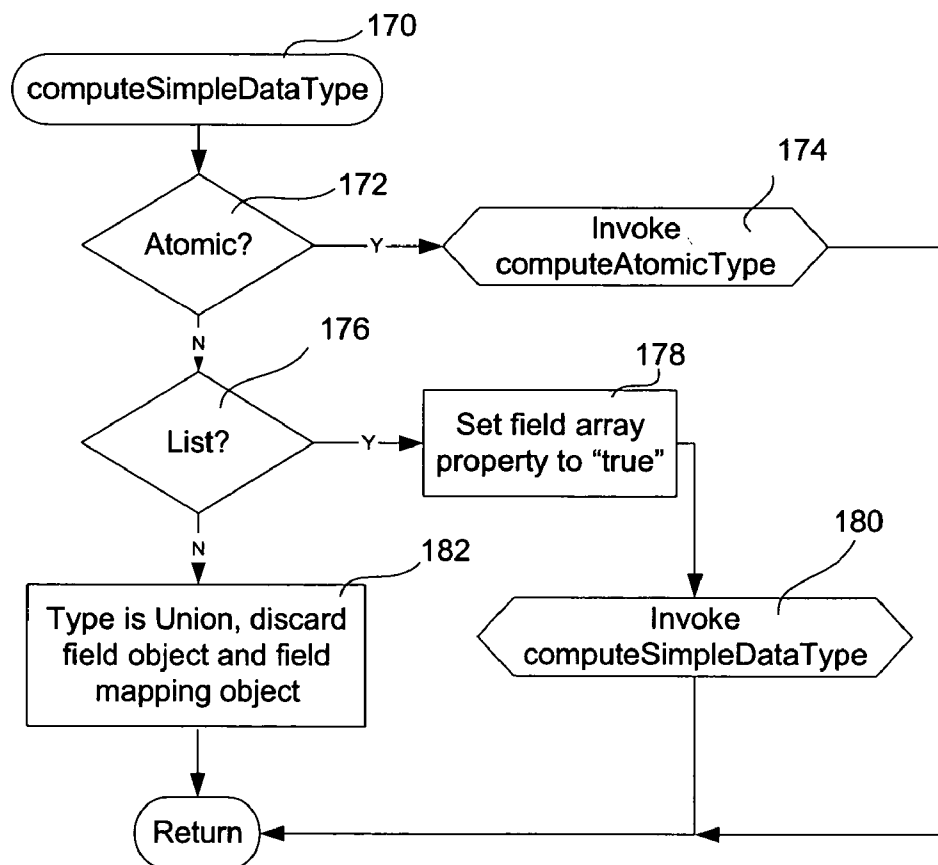 170
computeSimpleDataType
172
174
Atomic?
Y
Invoke
computeAtomicType
N
176
178
List?
Y
Set field array
property to “true”
N
182
180
Type is Union, discard
field object and field
mapping object
Invoke
computeSimpleDataType
Return